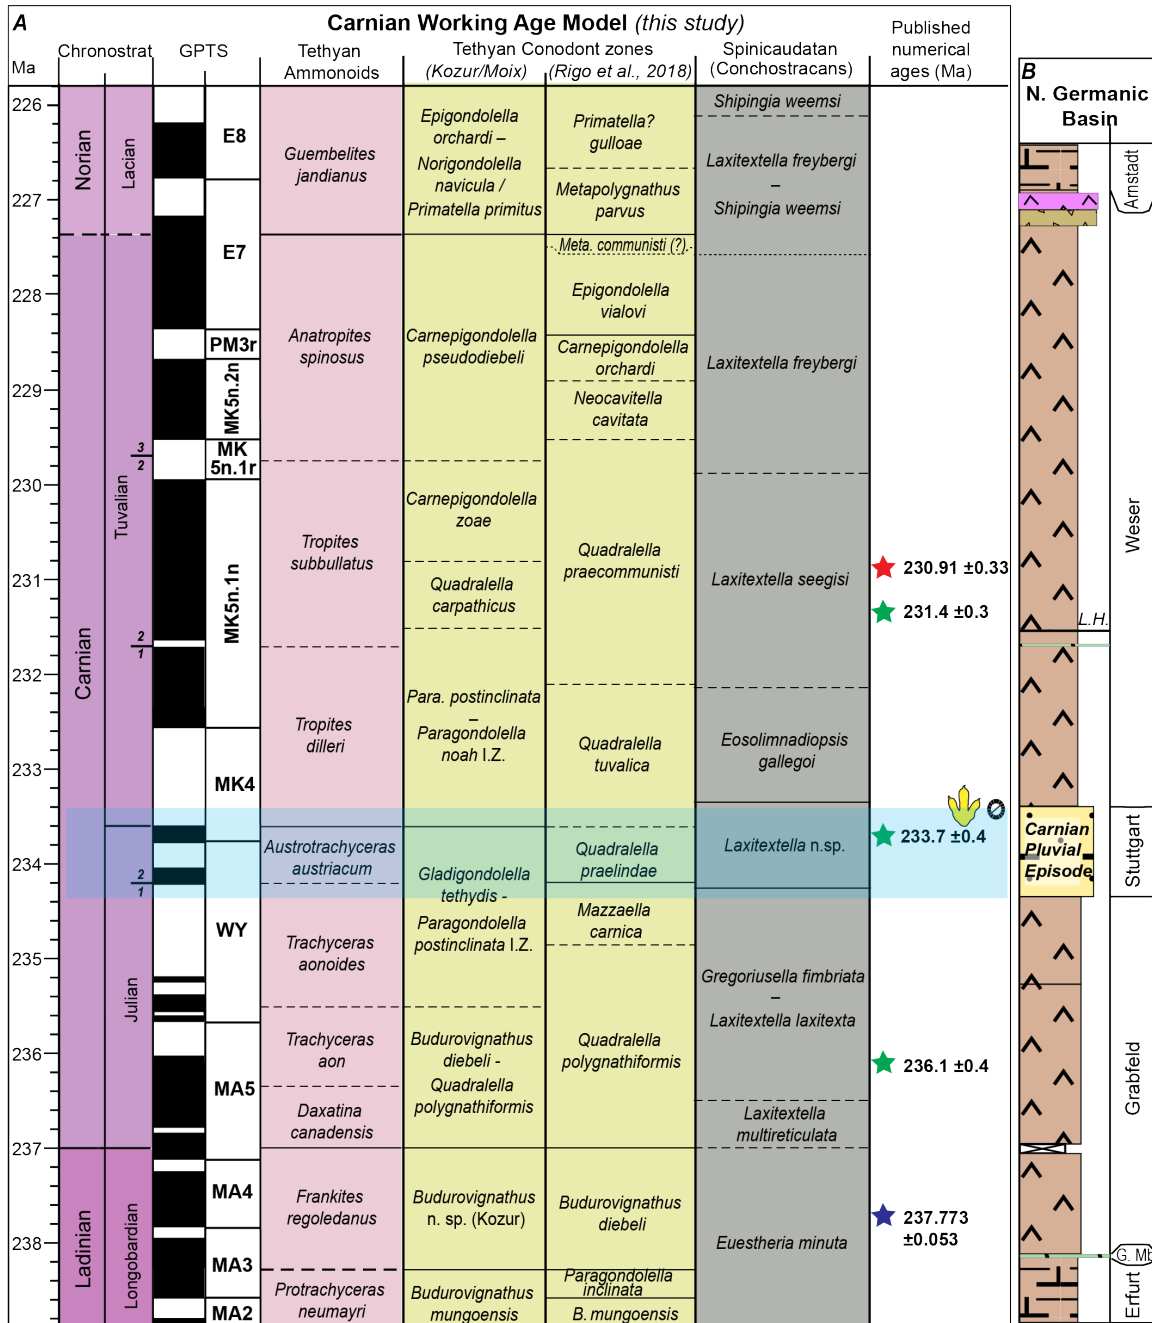 A
Carnian Working Age Model (this study)
Chronostrat
GPTS
Tethyan
Ammonoids
Tethyan Conodont zones
(Kozur/Moix)
(Rigo et al., 2018)
Spinicaudatan
(Conchostracans)
Published
numerical
ages (Ma)
Ma
226
227
228
229
230
231
232
233
234
235
236
237
238
Norian
Carnian
Ladinian
Lacian
Tuvalian
Julian
Longobardian
3
2
2
1
2
1
E8
E7
PM3r
MK5n.2n
MK
5n.1r
MK5n.1n
MK4
WY
MA5
MA4
MA3
MA2
Guembelites
jandianus
Anatropites
spinosus
Tropites
subbullatus
Tropites
dilleri
Austrotrachyceras
austriacum
Trachyceras
aonoides
Trachyceras
aon
Daxatina
canadensis
Frankites
regoledanus
Protrachyceras
neumayri
Epigondolella
orchardi –
Norigondolella
navicula /
Primatella primitus
Carnepigondolella
pseudodiebeli
Carnepigondolella
zoae
Quadralella
carpathicus
Para. postinclinata
–
Paragondolella
noah I.Z.
Gladigondolella
tethydis -
Paragondolella
postinclinata I.Z.
Budurovignathus
diebeli -
Quadralella
polygnathiformis
Budurovignathus
n. sp. (Kozur)
Budurovignathus
mungoensis
Primatella?
gulloae
Metapolygnathus
parvus
Meta. communisti (?)
Epigondolella
vialovi
Carnepigondolella
orchardi
Neocavitella
cavitata
Quadralella
praecommunisti
Quadralella
tuvalica
Quadralella
praelindae
Mazzaella
carnica
Quadralella
polygnathiformis
Budurovignathus
diebeli
Paragondolella
inclinata
B. mungoensis
Shipingia weemsi
Laxitextella freybergi
–
Shipingia weemsi
Laxitextella freybergi
Laxitextella seegisi
Eosolimnadiopsis
gallegoi
Laxitextella n.sp.
Gregoriusella fimbriata
–
Laxitextella laxitexta
Laxitextella
multireticulata
Euestheria minuta
230.91 ±0.33
231.4 ±0.3
233.7 ±0.4
236.1 ±0.4
237.773
±0.053
B
N. Germanic
Basin
L.H.
Carnian
Pluvial
Episode
Arnstadt
Weser
Stuttgart
Grabfeld
G. Mb
Erfurt